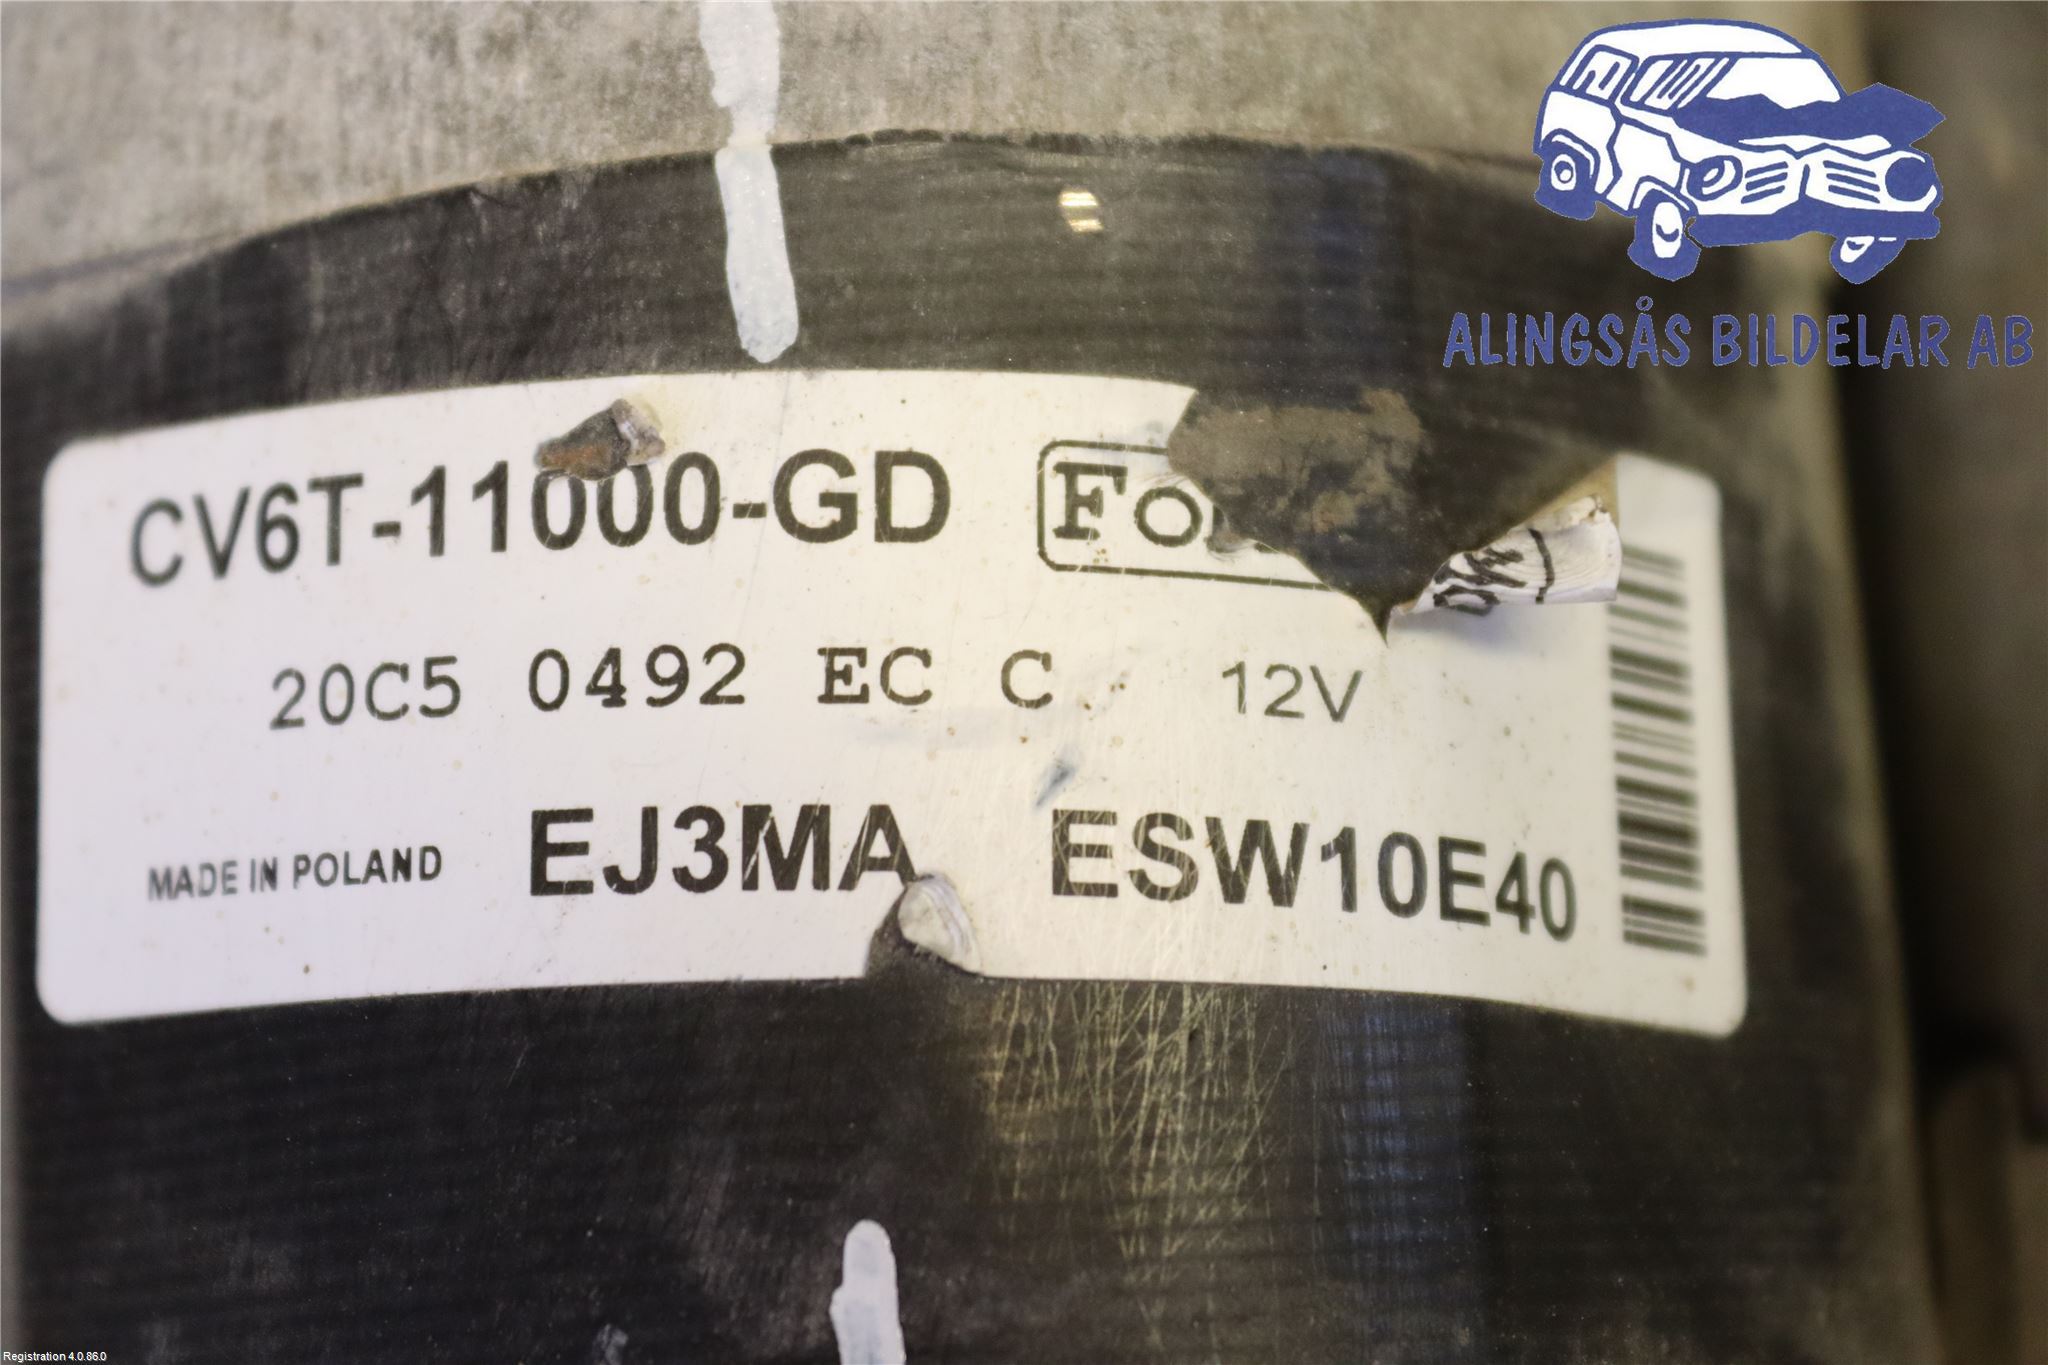 ALINGSÅS BILDELAR AB
CV6T-11000-GD
20C5 0492 EC C 12V
MADE IN POLAND EJ3MA ESW10E40
Registration 4.0.86.0